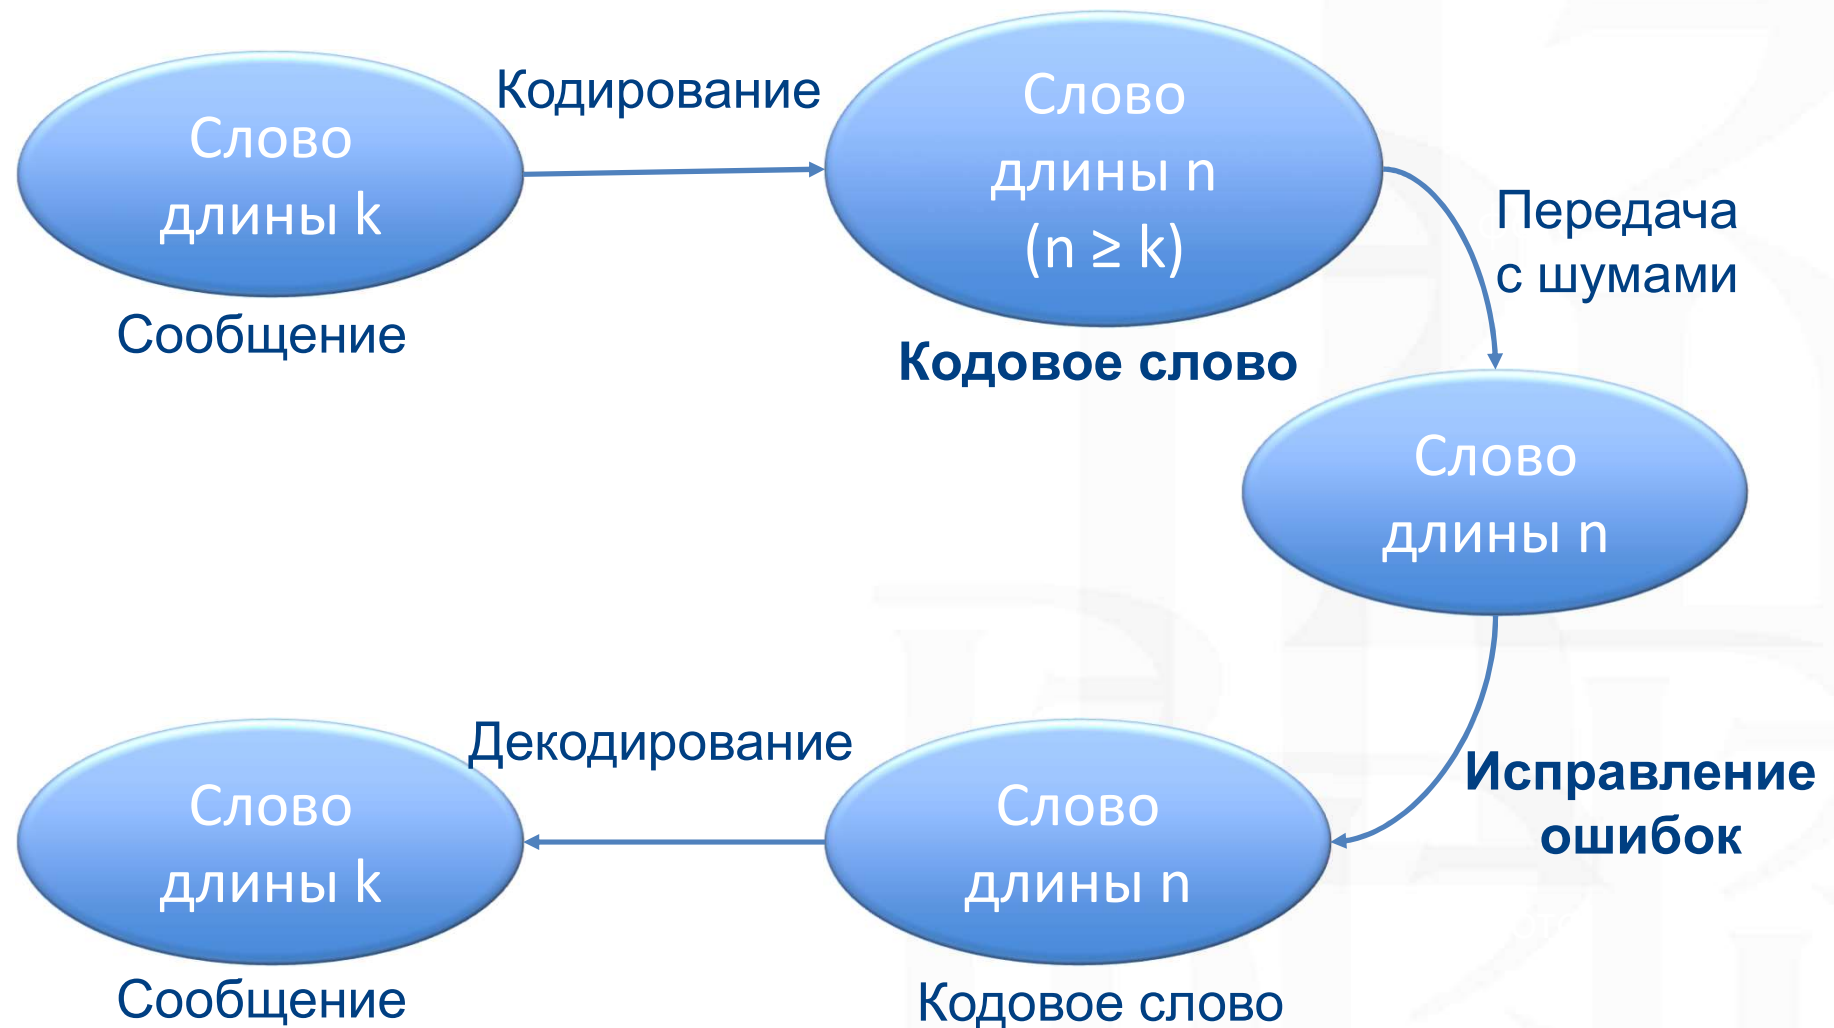 Слово
длины k
Сообщение
Кодирование
Слово
длины n
(n ≥ k)
Кодовое слово
Передача
с шумами
Слово
длины n
Исправление
ошибок
Слово
длины n
Кодовое слово
Декодирование
Слово
длины k
Сообщение